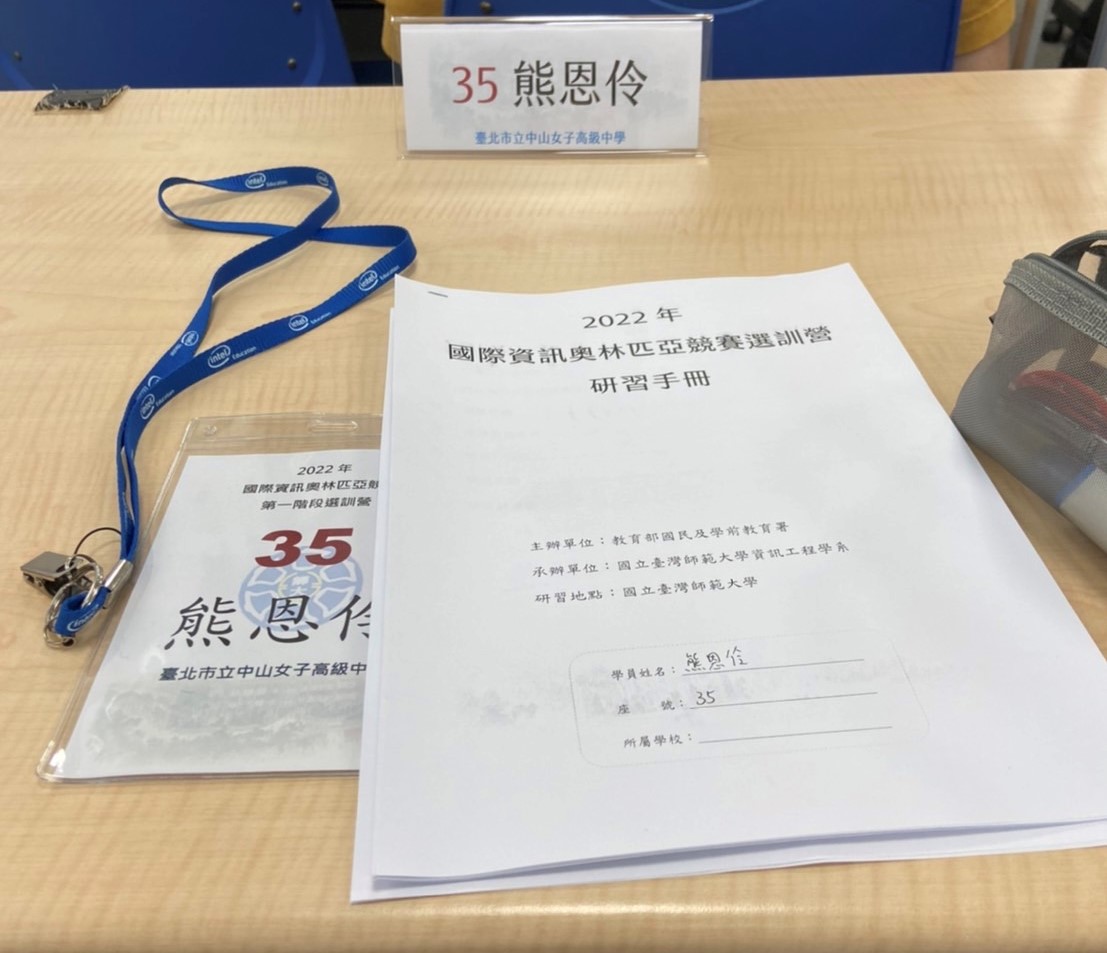 35 熊恩伶
臺北市立中山女子高級中學
intel Education
intel Education
intel Education
intel Education
2022 年
國際資訊奧林匹亞競賽選訓營
研習手冊
主辦單位：教育部國民及學前教育署
承辦單位：國立臺灣師範大學資訊工程學系
研習地點：國立臺灣師範大學
學員姓名：熊恩伶
座 號：35
所屬學校：
2022 年
國際資訊奧林匹亞
第一階段選訓營
35
熊恩
臺北市立中山女子高級中